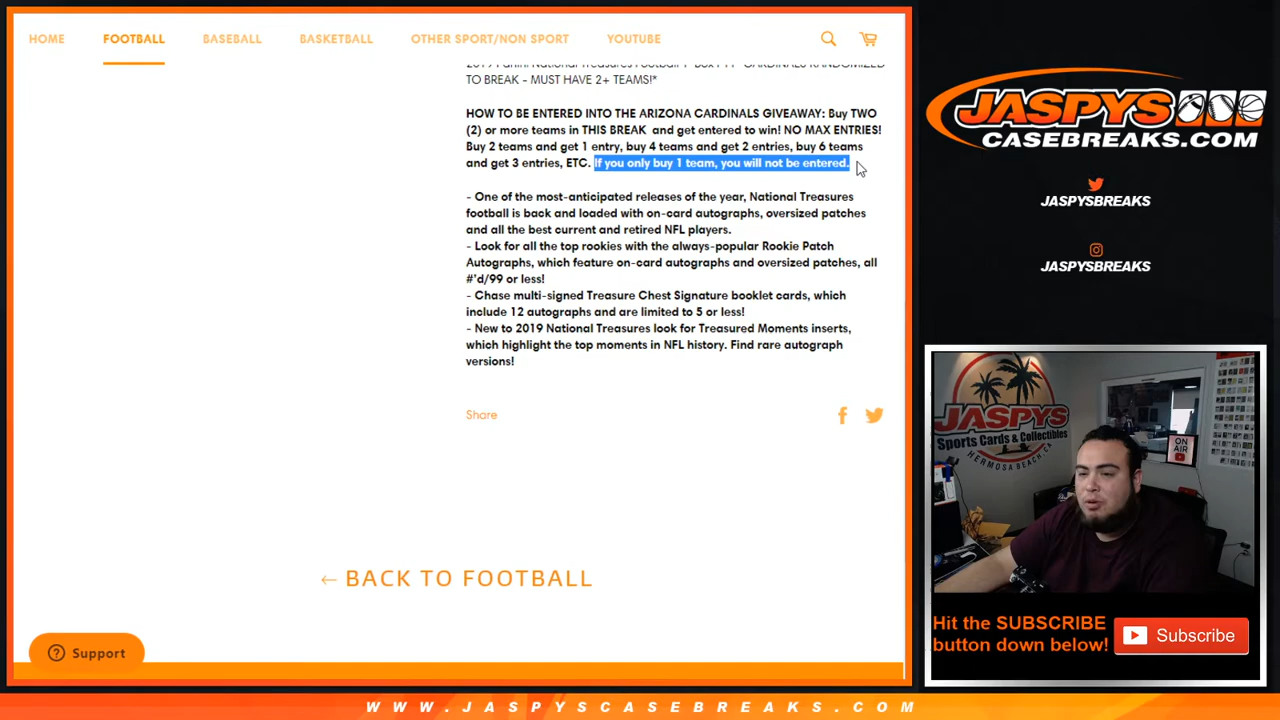 HOME FOOTBALL BASEBALL BASKETBALL OTHER SPORT/NON SPORT YOUTUBE
2019 Panini National Treasures Football
CARDINALS RANDOMIZED
TO BREAK - MUST HAVE 2+ TEAMS!*
HOW TO BE ENTERED INTO THE ARIZONA CARDINALS GIVEAWAY: Buy TWO
(2) or more teams in THIS BREAK and get entered to win! NO MAX ENTRIES!
Buy 2 teams and get 1 entry, buy 4 teams and get 2 entries, buy 6 teams
and get 3 entries, ETC. If you only buy 1 team, you will not be entered.
- One of the most-anticipated releases of the year, National Treasures
football is back and loaded with on-card autographs, oversized patches
and all the best current and retired NFL players.
- Look for all the top rookies with the always-popular Rookie Patch
Autographs, which feature on-card autographs and oversized patches, all
#'d/99 or less!
- Chase multi-signed Treasure Chest Signature booklet cards, which
include 12 autographs and are limited to 5 or less!
- New to 2019 National Treasures look for Treasured Moments inserts,
which highlight the top moments in NFL history. Find rare autograph
versions!
Share
← BACK TO FOOTBALL
Support
JASPYS
CASEBREAKS.COM
JASPYSBREAKS
JASPYSBREAKS
JASPYS
Sports Cards & Collectibles
HERMOSA BEACH, CA
ON
AIR
Hit the SUBSCRIBE
button down below!
Subscribe
WWW.JASPYSCASEBREAKS.COM